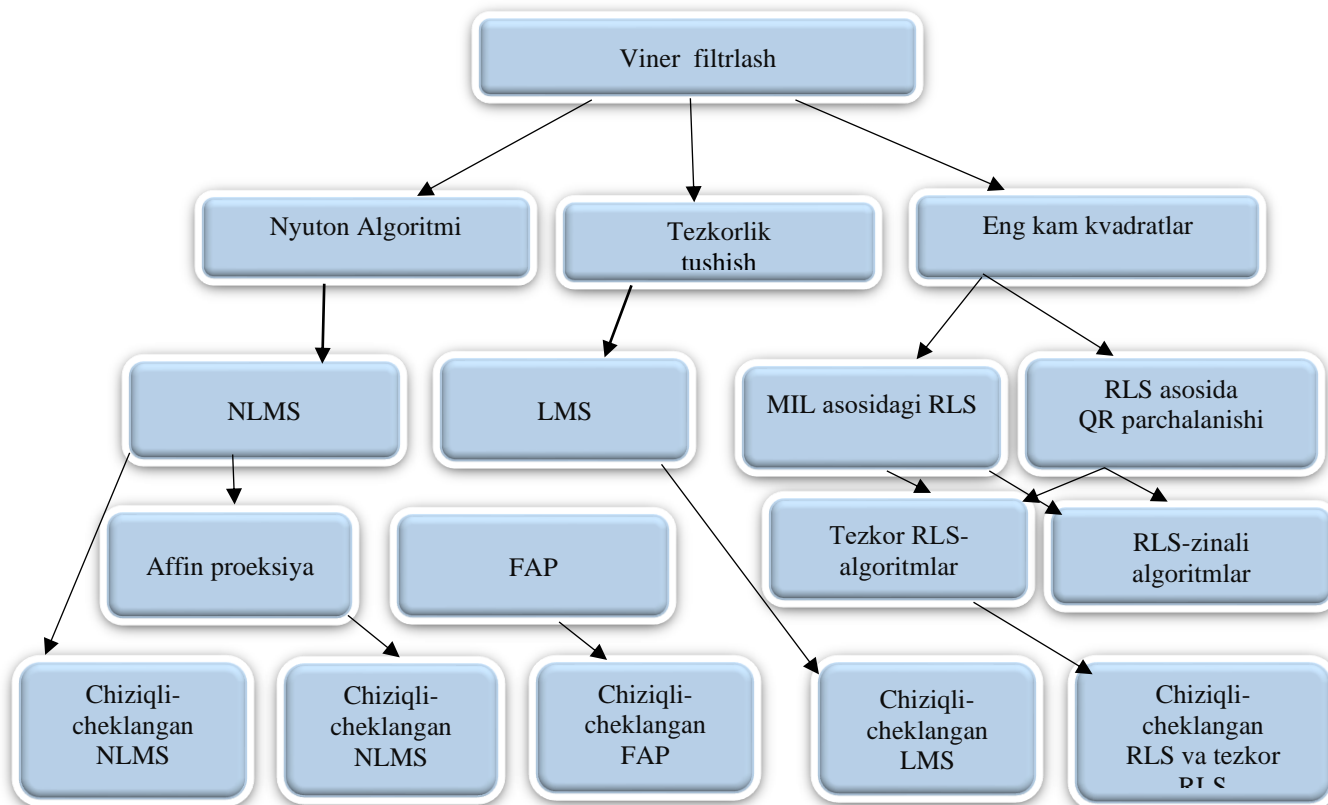 Viner filtrlash
Nyuton Algoritmi
Tezkorlik
tushish
Eng kam kvadratlar
NLMS
LMS
MIL asosidagi RLS
RLS asosida
QR parchalanishi
Affin proeksiya
FAP
Tezkor RLS-
algoritmlar
RLS-zinali
algoritmlar
Chiziqli-
cheklangan
NLMS
Chiziqli-
cheklangan
NLMS
Chiziqli-
cheklangan
FAP
Chiziqli-
cheklangan
LMS
Chiziqli-
cheklangan
RLS va tezkor
RLS